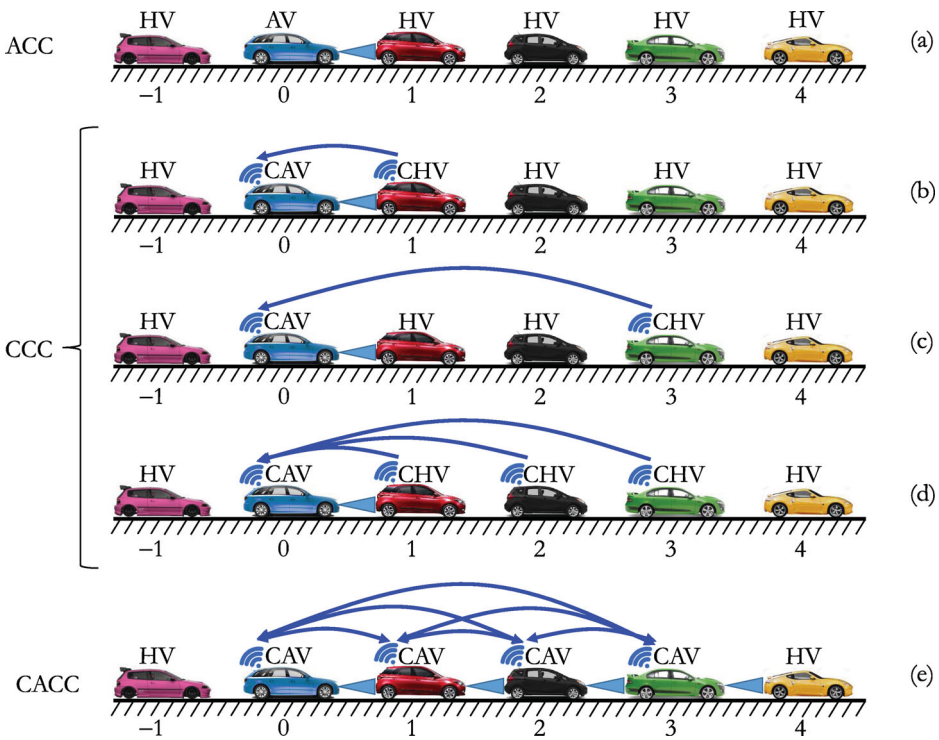 HV AV HV HV HV HV
ACC (a)
−1 0 1 2 3 4
HV CAV CHV HV HV HV
(b)
−1 0 1 2 3 4
HV CAV HV HV CHV HV
CCC (c)
−1 0 1 2 3 4
HV CAV CHV CHV CHV HV
(d)
−1 0 1 2 3 4
HV CAV CAV CAV CAV HV
CACC (e)
−1 0 1 2 3 4